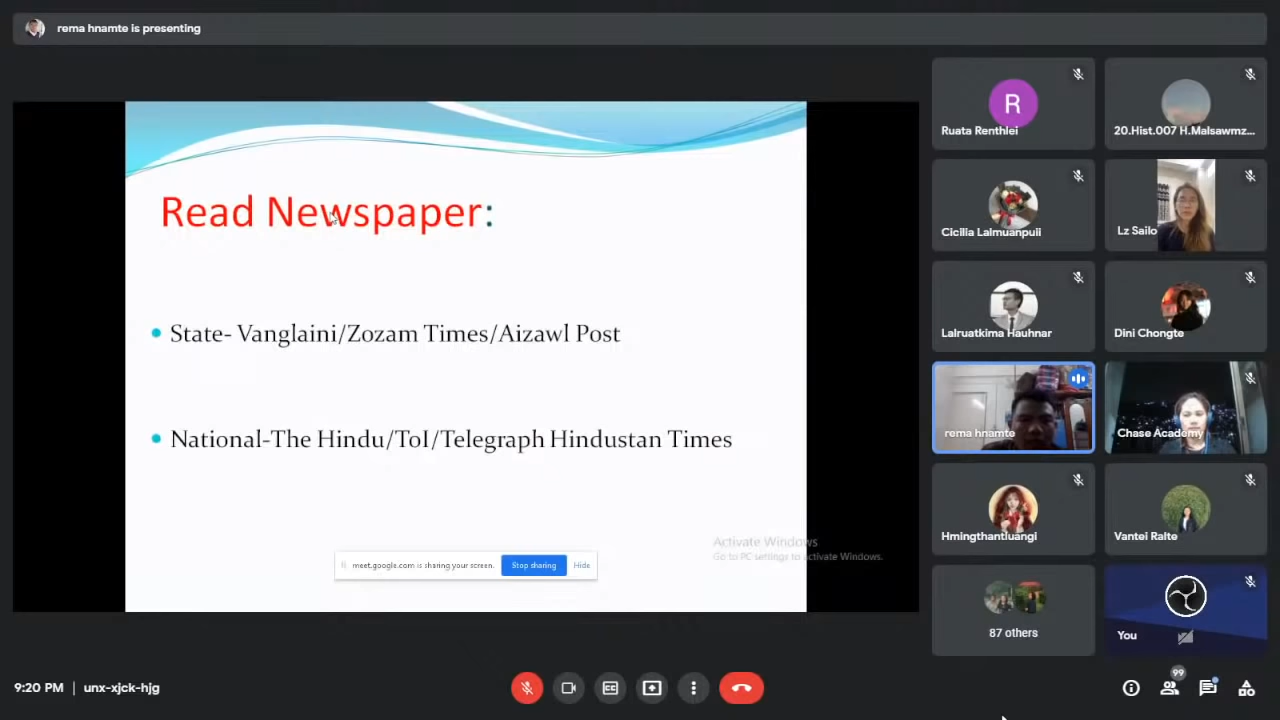 rema hnamte is presenting
Read Newspaper:
State- Vanglaini/Zozam Times/Aizawl Post
National-The Hindu/ToI/Telegraph Hindustan Times
Activate Windows
Go to PC settings to activate Windows.
meet.google.com is sharing your screen.
Stop sharing
Hide
R
Ruata Renthlei
20.Hist.007 H.Malsawmz...
Cicilia Lalmuanpuii
Lz Sailo
Lalruatkima Hauhnar
Dini Chongte
rema hnamte
Chase Academy
Hmingthantluangi
Vantei Ralte
87 others
You
9:20 PM | unx-xjck-hjg
CC
99